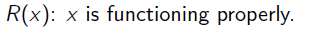 R(x): x is functioning properly.